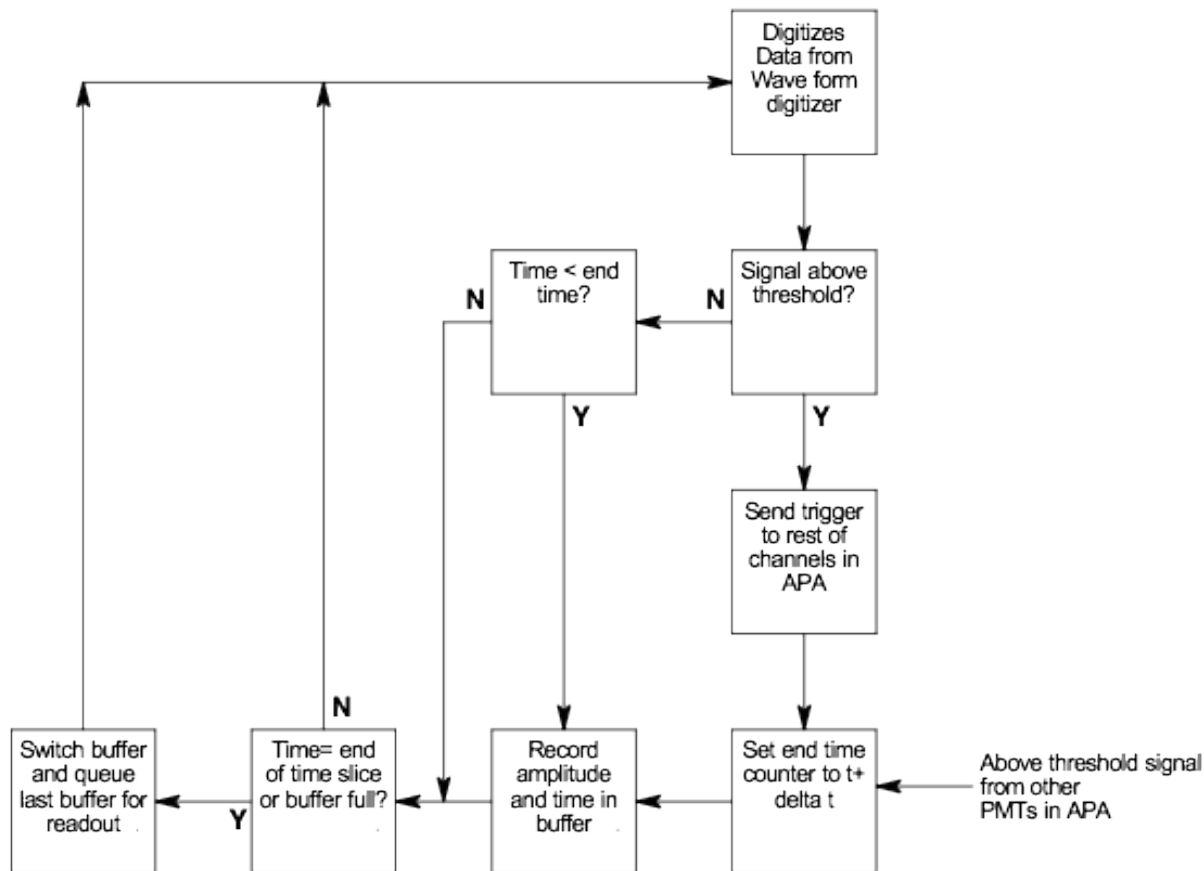 Digitizes
Data from
Wave form
digitizer
Time < end
time?
N
Y
Signal above
threshold?
N
Y
Send trigger
to rest of
channels in
APA
Switch buffer
and queue
last buffer for
readout .
N
Time= end
of time slice
or buffer full?
Y
Record
amplitude
and time in
buffer
Set end time
counter to t+
delta t
Above threshold signal
from other
PMTs in APA